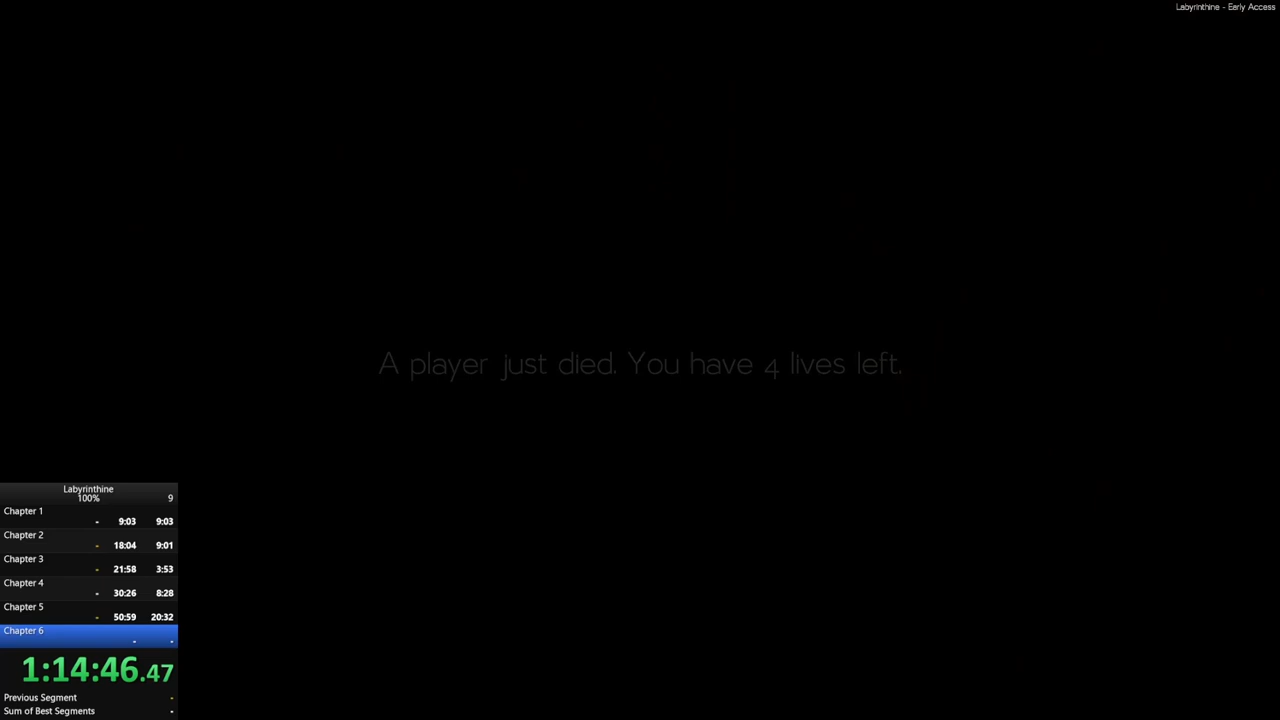 Labyrinthine - Early Access
A player just died. You have 4 lives left.
Labyrinthine
100% 9
Chapter 1
- 9:03 9:03
Chapter 2
- 18:04 9:01
Chapter 3
- 21:58 3:53
Chapter 4
- 30:26 8:28
Chapter 5
- 50:59 20:32
Chapter 6
- -
1:14:46.47
Previous Segment -
Sum of Best Segments -